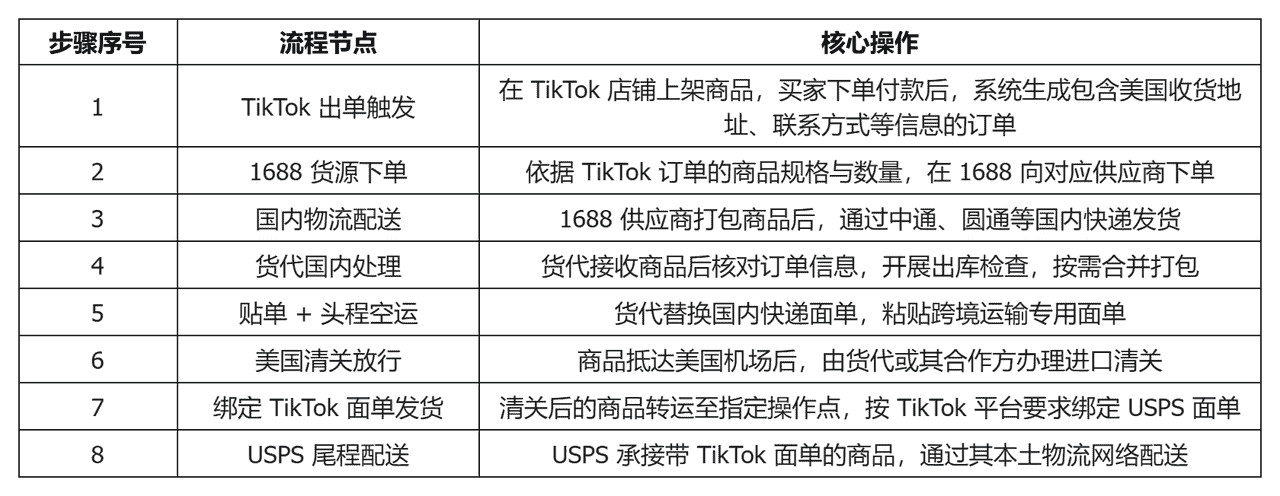 步骤序号 流程节点 核心操作
1 TikTok 出单触发 在 TikTok 店铺上架商品，买家下单付款后，系统生成包含美国收货地
址、联系方式等信息的订单
2 1688 货源下单 依据 TikTok 订单的商品规格与数量，在 1688 向对应供应商下单
3 国内物流配送 1688 供应商打包商品后，通过中通、圆通等国内快递发货
4 货代国内处理 货代接收商品后核对订单信息，开展出库检查，按需合并打包
5 贴单 + 头程空运 货代替换国内快递面单，粘贴跨境运输专用面单
6 美国清关放行 商品抵达美国机场后，由货代或其合作方办理进口清关
7 绑定 TikTok 面单发货 清关后的商品转运至指定操作点，按 TikTok 平台要求绑定 USPS 面单
8 USPS 尾程配送 USPS 承接带 TikTok 面单的商品，通过其本土物流网络配送